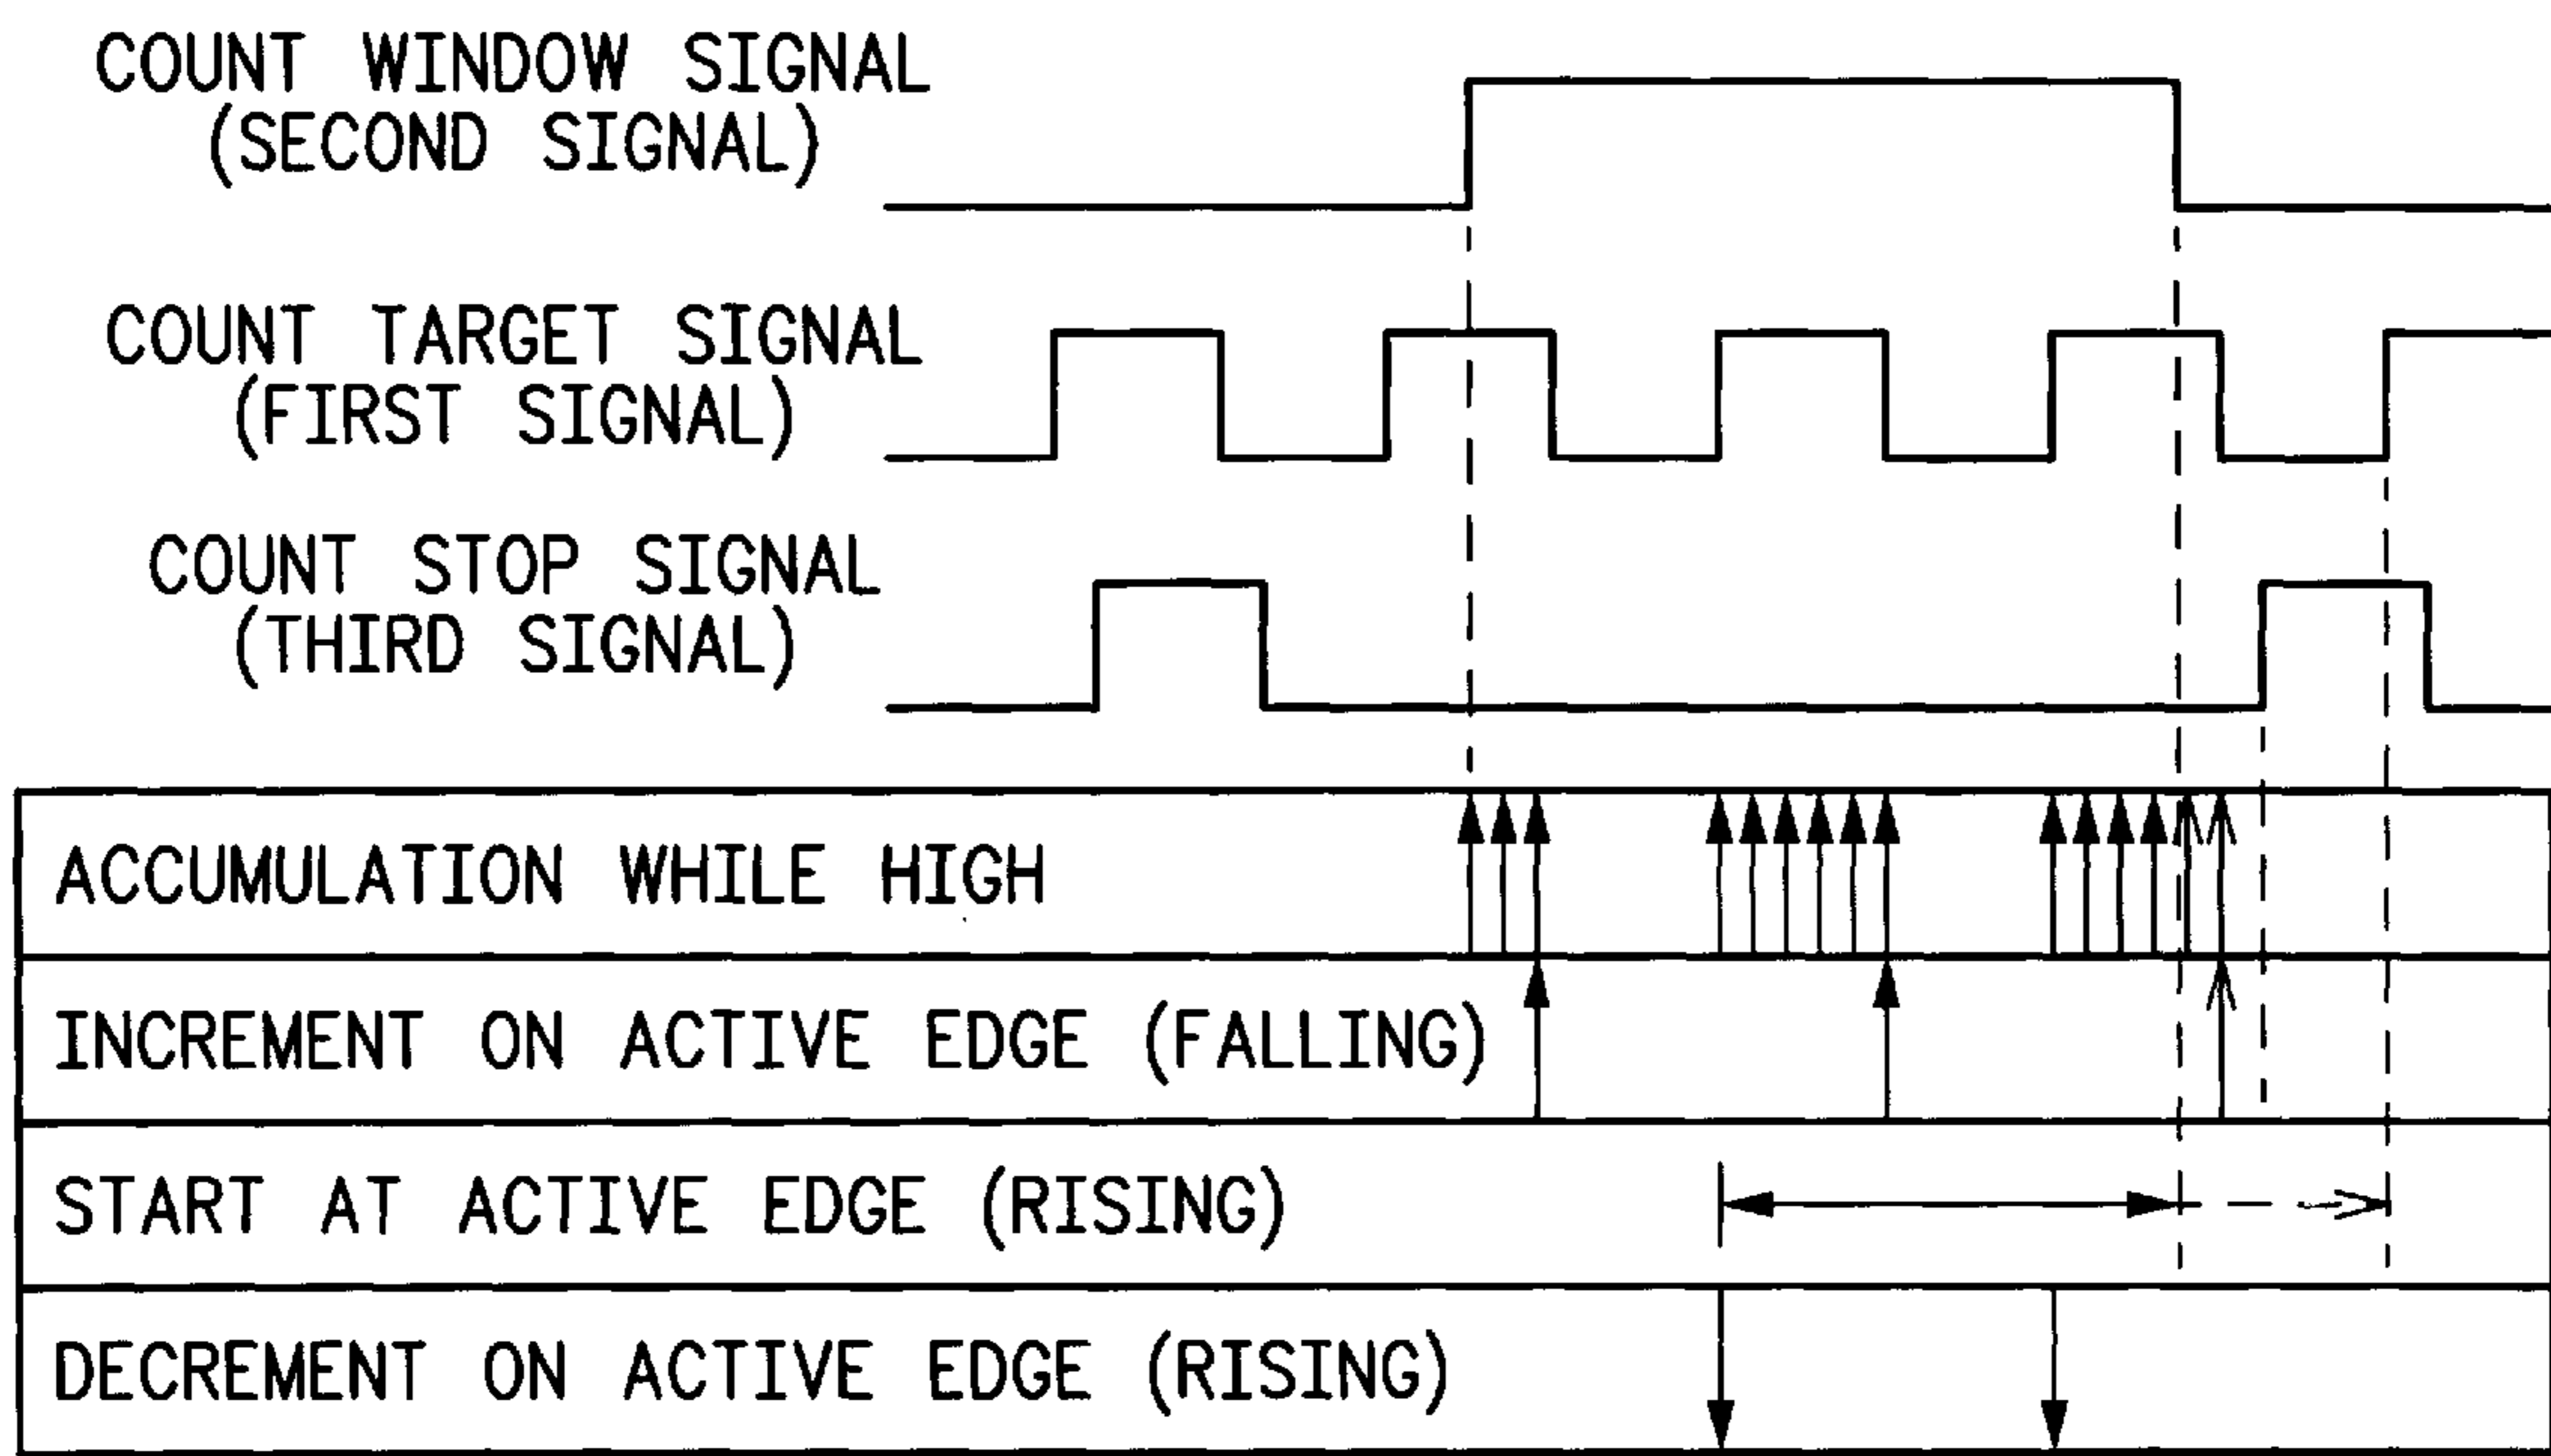 COUNT WINDOW SIGNAL
(SECOND SIGNAL)
COUNT TARGET SIGNAL
(FIRST SIGNAL)
COUNT STOP SIGNAL
(THIRD SIGNAL)
ACCUMULATION WHILE HIGH
INCREMENT ON ACTIVE EDGE (FALLING)
START AT ACTIVE EDGE (RISING)
DECREMENT ON ACTIVE EDGE (RISING)